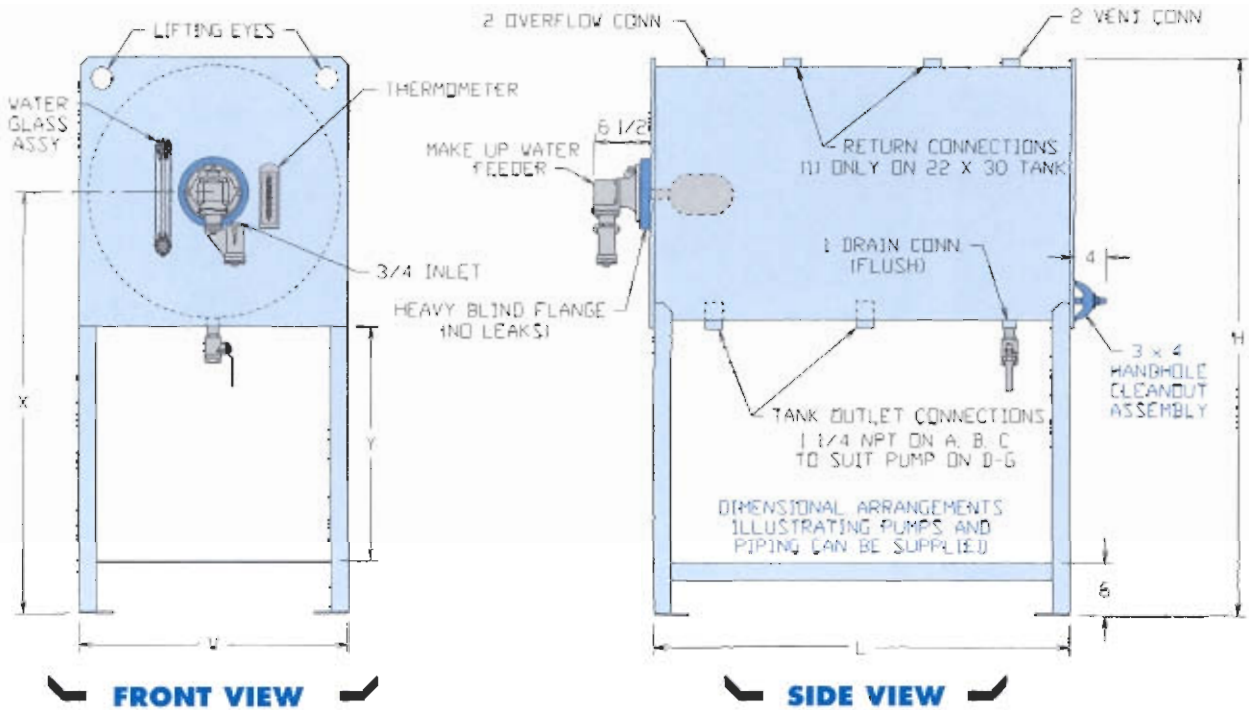 LIFTING EYES
WATER
GLASS
ASSY
THERMOMETER
3/4 INLET
X
Y
W
FRONT VIEW
2 OVERFLOW CONN
2 VENT CONN
6 1/2
MAKE UP WATER
FEEDER
RETURN CONNECTIONS
(1) ONLY ON 22 X 30 TANK
1 DRAIN CONN
(FLUSH)
4
HEAVY BLIND FLANGE
(NO LEAKS)
H
3 x 4
HANDHOLE
CLEANOUT
ASSEMBLY
TANK OUTLET CONNECTIONS
1 1/4 NPT ON A, B, C
TO SUIT PUMP ON D-G
DIMENSIONAL ARRANGEMENTS
ILLUSTRATING PUMPS AND
PIPING CAN BE SUPPLIED
6
L
SIDE VIEW